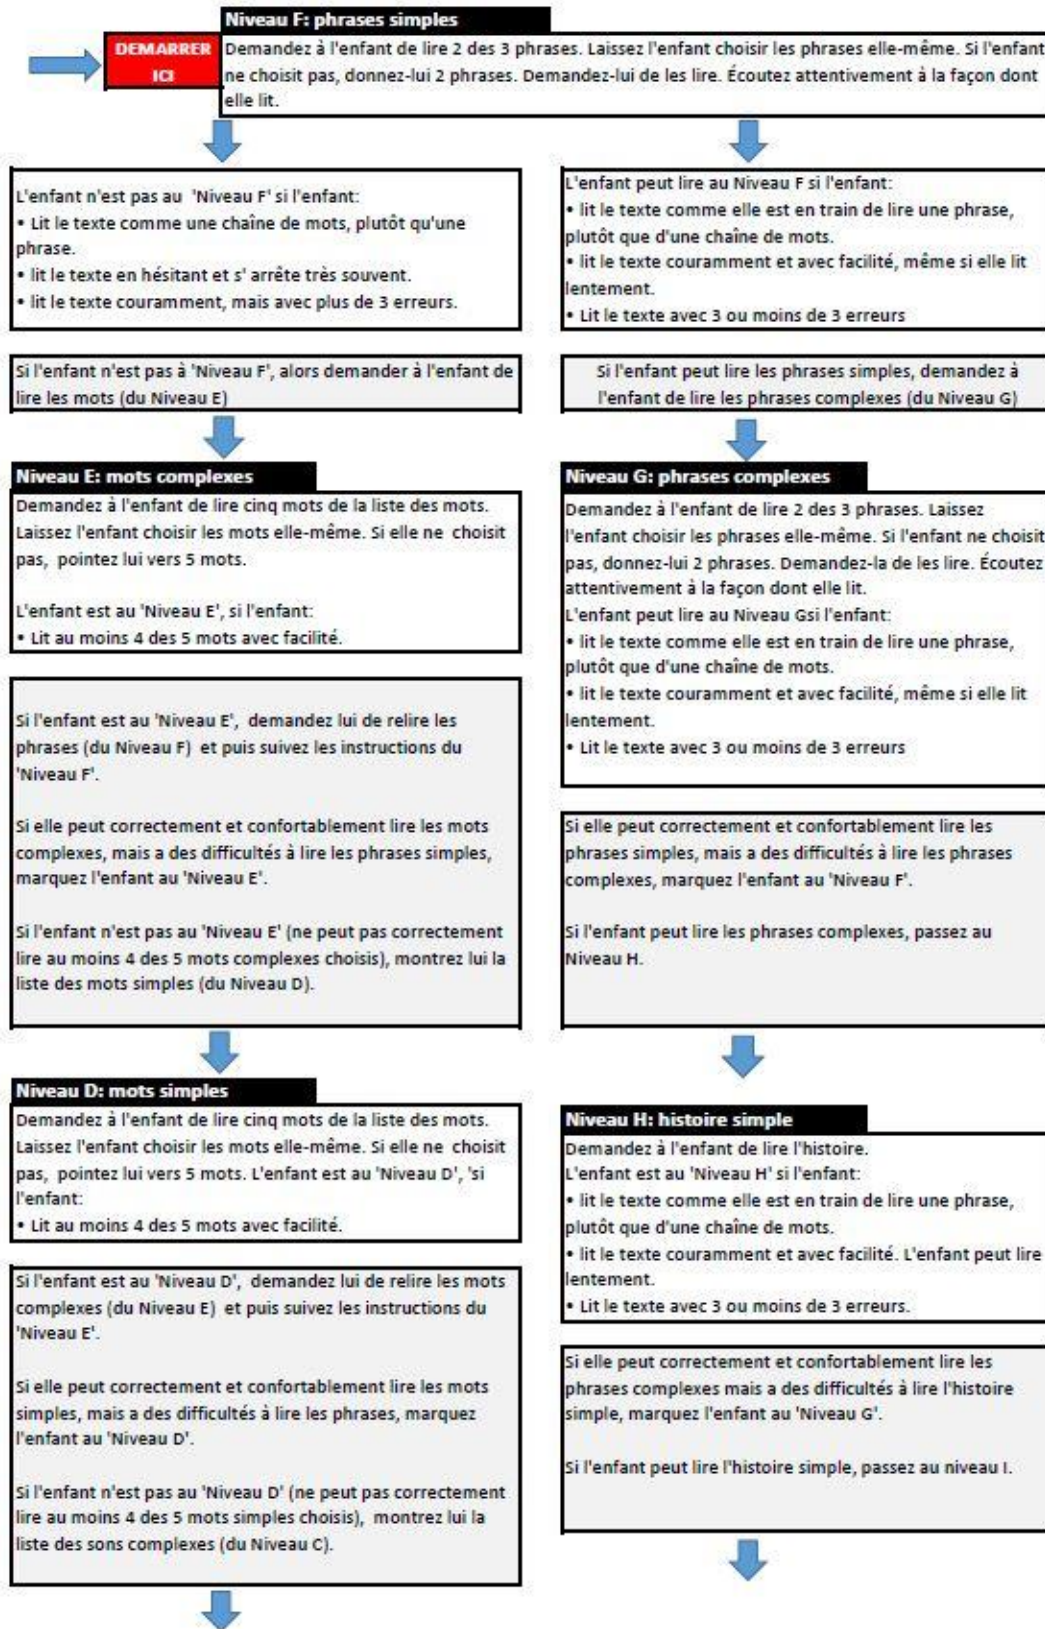 Niveau F: phrases simples
DEMARRER
ICI
Demandez à l'enfant de lire 2 des 3 phrases. Laissez l'enfant choisir les phrases elle-même. Si l'enfant
ne choisit pas, donnez-lui 2 phrases. Demandez-lui de les lire. Écoutez attentivement à la façon dont
elle lit.
L'enfant n'est pas au 'Niveau F' si l'enfant:
• Lit le texte comme une chaîne de mots, plutôt qu'une
phrase.
• lit le texte en hésitant et s' arrête très souvent.
• lit le texte couramment, mais avec plus de 3 erreurs.
Si l'enfant n'est pas à 'Niveau F', alors demander à l'enfant de
lire les mots (du Niveau E)
Niveau E: mots complexes
Demandez à l'enfant de lire cinq mots de la liste des mots.
Laissez l'enfant choisir les mots elle-même. Si elle ne choisit
pas, pointez lui vers 5 mots.
L'enfant est au 'Niveau E', si l'enfant:
• Lit au moins 4 des 5 mots avec facilité.
Si l'enfant est au 'Niveau E', demandez lui de relire les
phrases (du Niveau F) et puis suivez les instructions du
'Niveau F'.
Si elle peut correctement et confortablement lire les mots
complexes, mais a des difficultés à lire les phrases simples,
marquez l'enfant au 'Niveau E'.
Si l'enfant n'est pas au 'Niveau E' (ne peut pas correctement
lire au moins 4 des 5 mots complexes choisis), montrez lui la
liste des mots simples (du Niveau D).
Niveau D: mots simples
Demandez à l'enfant de lire cinq mots de la liste des mots.
Laissez l'enfant choisir les mots elle-même. Si elle ne choisit
pas, pointez lui vers 5 mots. L'enfant est au 'Niveau D', 'si
l'enfant:
• Lit au moins 4 des 5 mots avec facilité.
Si l'enfant est au 'Niveau D', demandez lui de relire les mots
complexes (du Niveau E) et puis suivez les instructions du
'Niveau E'.
Si elle peut correctement et confortablement lire les mots
simples, mais a des difficultés à lire les phrases, marquez
l'enfant au 'Niveau D'.
Si l'enfant n'est pas au 'Niveau D' (ne peut pas correctement
lire au moins 4 des 5 mots simples choisis), montrez lui la
liste des sons complexes (du Niveau C).
L'enfant peut lire au Niveau F si l'enfant:
• lit le texte comme elle est en train de lire une phrase,
plutôt que d'une chaîne de mots.
• lit le texte couramment et avec facilité, même si elle lit
lentement.
• Lit le texte avec 3 ou moins de 3 erreurs
Si l'enfant peut lire les phrases simples, demandez à
l'enfant de lire les phrases complexes (du Niveau G)
Niveau G: phrases complexes
Demandez à l'enfant de lire 2 des 3 phrases. Laissez
l'enfant choisir les phrases elle-même. Si l'enfant ne choisit
pas, donnez-lui 2 phrases. Demandez-la de les lire. Écoutez
attentivement à la façon dont elle lit.
L'enfant peut lire au Niveau Gsi l'enfant:
• lit le texte comme elle est en train de lire une phrase,
plutôt que d'une chaîne de mots.
• lit le texte couramment et avec facilité, même si elle lit
lentement.
• Lit le texte avec 3 ou moins de 3 erreurs
Si elle peut correctement et confortablement lire les
phrases simples, mais a des difficultés à lire les phrases
complexes, marquez l'enfant au 'Niveau F'.
Si l'enfant peut lire les phrases complexes, passez au
Niveau H.
Niveau H: histoire simple
Demandez à l'enfant de lire l'histoire.
L'enfant est au 'Niveau H' si l'enfant:
• lit le texte comme elle est en train de lire une phrase,
plutôt que d'une chaîne de mots.
• lit le texte couramment et avec facilité. L'enfant peut lire
lentement.
• Lit le texte avec 3 ou moins de 3 erreurs.
Si elle peut correctement et confortablement lire les
phrases complexes mais a des difficultés à lire l'histoire
simple, marquez l'enfant au 'Niveau G'.
Si l'enfant peut lire l'histoire simple, passez au niveau I.